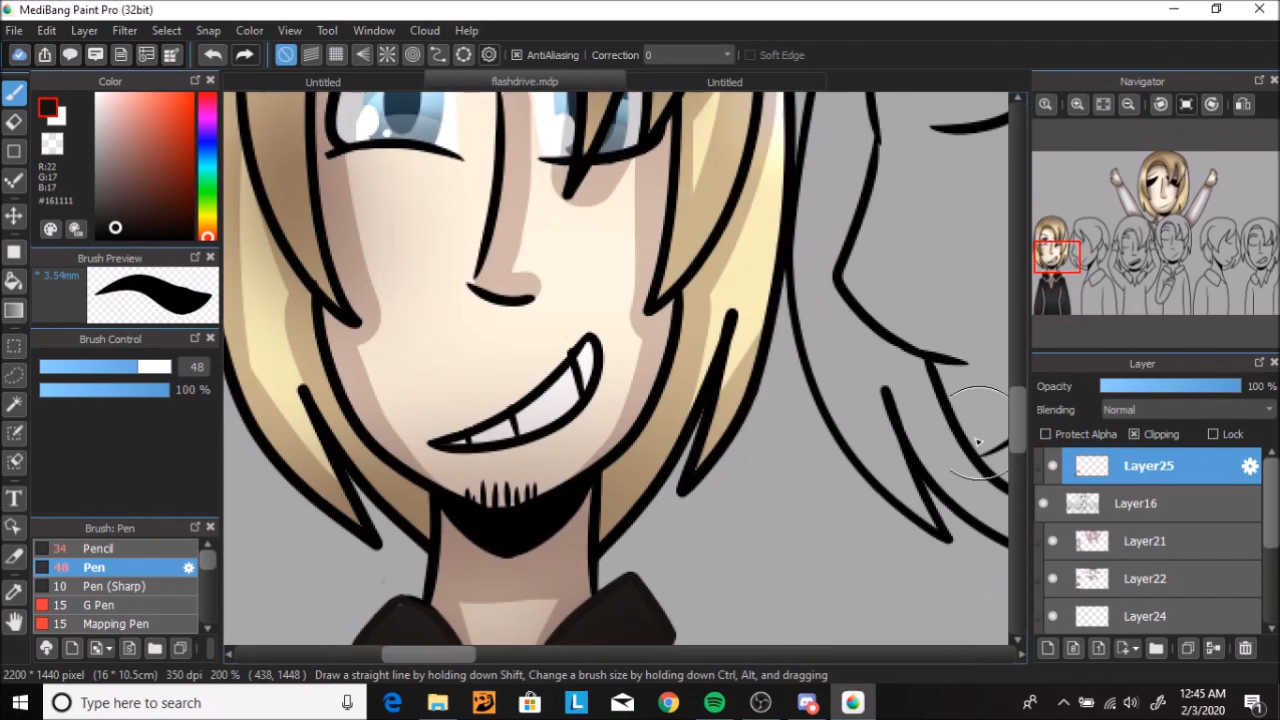 MediBang Paint Pro (32bit)
File Edit Layer Filter Select Snap Color View Tool Window Cloud Help
AntiAliasing Correction 0 Soft Edge
Color
Untitled flashdrive.mdp Untitled
Navigator
R:22
G:17
B:17
#161111
Brush Preview
* 3.54mm
Brush Control
48
100 %
Layer
Opacity 100 %
Blending Normal
Protect Alpha Clipping Lock
Layer25
Layer16
Layer21
Layer22
Layer24
Brush: Pen
34 Pencil
48 Pen
10 Pen (Sharp)
15 G Pen
15 Mapping Pen
2200 * 1440 pixel (16 * 10.5cm) 350 dpi 200 % ( 438, 1448 ) Draw a straight line by holding down Shift, Change a brush size by holding down Ctrl, Alt, and dragging
Type here to search
12:45 AM
2/3/2020